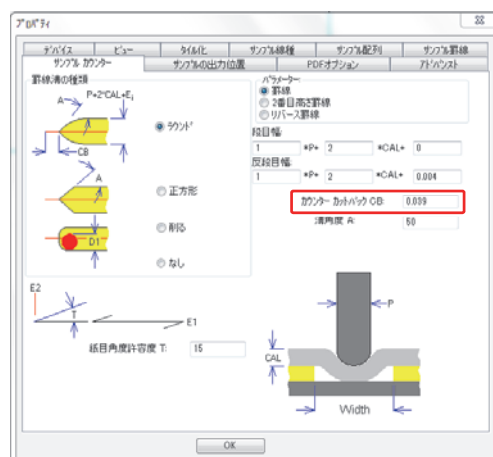 プロパティ
デバイス ビュー タイル化 サンプル線種 サンプル配列 サンプル罫線
サンプル カウンター サンプルの出力位置 PDFオプション アドバンスト
罫線溝の種類
A P+2*CAL+Ei
CB
ラウンド
A
正方形
D1
削る
なし
E2
T E1
紙目角度許容度 T: 15
パラメーター:
罫線
2番目高さ罫線
リバース罫線
段目幅:
1 *P+ 2 *CAL+ 0
反段目幅:
1 *P+ 2 *CAL+ 0.004
カウンター カットバック CB: 0.039
溝角度 A: 50
P
CAL
Width
OK